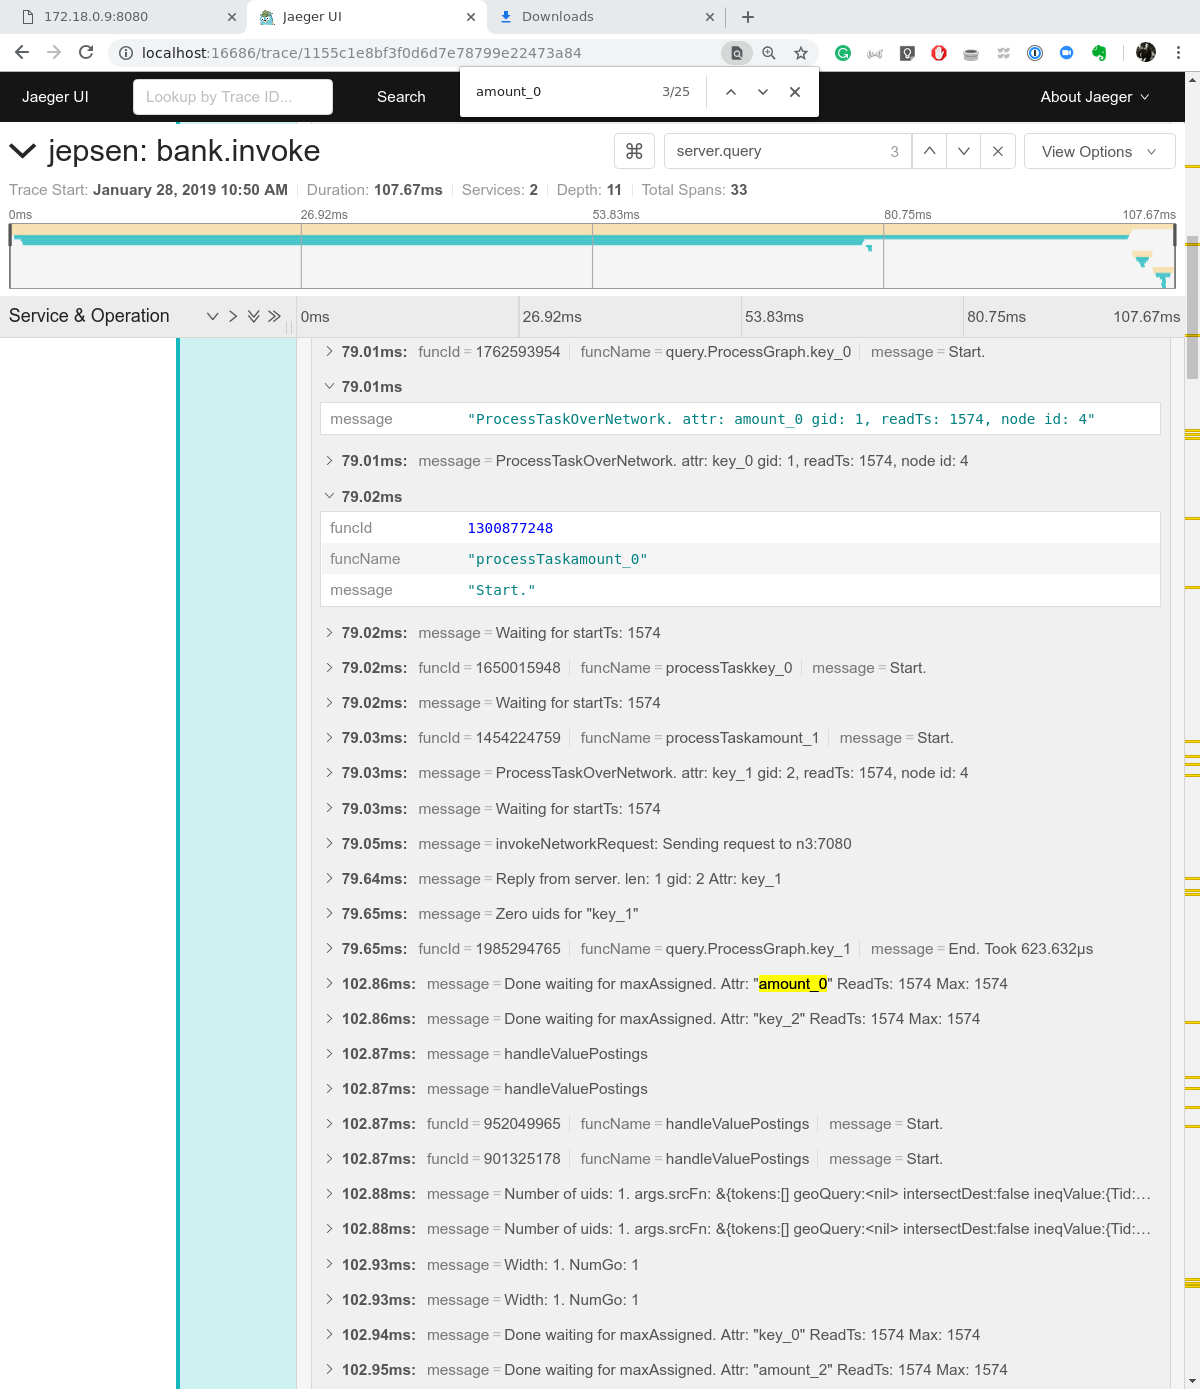 172.18.0.9:8080
Jaeger UI
Downloads
localhost:16686/trace/1155c1e8bf3f0d6d7e78799e22473a84
Jaeger UI
Lookup by Trace ID...
Search
amount_0
3/25
About Jaeger
jepsen: bank.invoke
server.query
3
View Options
Trace Start: January 28, 2019 10:50 AM
Duration: 107.67ms
Services: 2
Depth: 11
Total Spans: 33
0ms 26.92ms 53.83ms 80.75ms 107.67ms
Service & Operation
0ms 26.92ms 53.83ms 80.75ms 107.67ms
79.01ms: funcId = 1762593954 funcName = query.ProcessGraph.key_0 message = Start.
79.01ms
message "ProcessTaskOverNetwork. attr: amount_0 gid: 1, readTs: 1574, node id: 4"
79.01ms: message = ProcessTaskOverNetwork. attr: key_0 gid: 1, readTs: 1574, node id: 4
79.02ms
funcId 1300877248
funcName "processTaskamount_0"
message "Start."
79.02ms: message = Waiting for startTs: 1574
79.02ms: funcId = 1650015948 funcName = processTaskkey_0 message = Start.
79.02ms: message = Waiting for startTs: 1574
79.03ms: funcId = 1454224759 funcName = processTaskamount_1 message = Start.
79.03ms: message = ProcessTaskOverNetwork. attr: key_1 gid: 2, readTs: 1574, node id: 4
79.03ms: message = Waiting for startTs: 1574
79.05ms: message = invokeNetworkRequest: Sending request to n3:7080
79.64ms: message = Reply from server. len: 1 gid: 2 Attr: key_1
79.65ms: message = Zero uids for "key_1"
79.65ms: funcId = 1985294765 funcName = query.ProcessGraph.key_1 message = End. Took 623.632µs
102.86ms: message = Done waiting for maxAssigned. Attr: "amount_0" ReadTs: 1574 Max: 1574
102.86ms: message = Done waiting for maxAssigned. Attr: "key_2" ReadTs: 1574 Max: 1574
102.87ms: message = handleValuePostings
102.87ms: message = handleValuePostings
102.87ms: funcId = 952049965 funcName = handleValuePostings message = Start.
102.87ms: funcId = 901325178 funcName = handleValuePostings message = Start.
102.88ms: message = Number of uids: 1. args.srcFn: &{tokens:[] geoQuery:<nil> intersectDest:false ineqValue:{Tid:…
102.88ms: message = Number of uids: 1. args.srcFn: &{tokens:[] geoQuery:<nil> intersectDest:false ineqValue:{Tid:…
102.93ms: message = Width: 1. NumGo: 1
102.93ms: message = Width: 1. NumGo: 1
102.94ms: message = Done waiting for maxAssigned. Attr: "key_0" ReadTs: 1574 Max: 1574
102.95ms: message = Done waiting for maxAssigned. Attr: "amount_2" ReadTs: 1574 Max: 1574